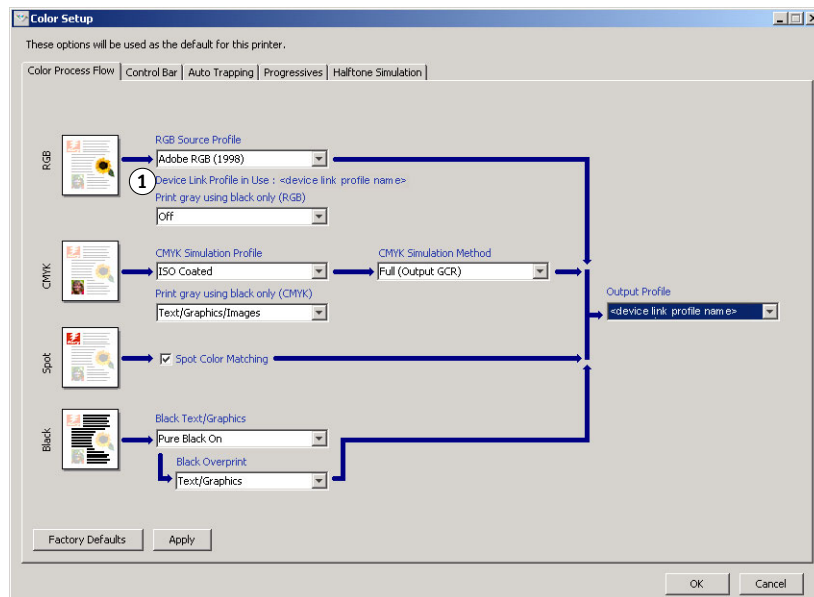 Color Setup
These options will be used as the default for this printer.
Color Process Flow
Control Bar
Auto Trapping
Progressives
Halftone Simulation
RGB
RGB Source Profile
Adobe RGB (1998)
1
Device Link Profile in Use : <device link profile name>
Print gray using black only (RGB)
Off
CMYK
CMYK Simulation Profile
CMYK Simulation Method
ISO Coated
Full (Output GCR)
Print gray using black only (CMYK)
Text/Graphics/Images
Output Profile
<device link profile name>
Spot
Spot Color Matching
Black
Black Text/Graphics
Pure Black On
Black Overprint
Text/Graphics
Factory Defaults
Apply
OK
Cancel